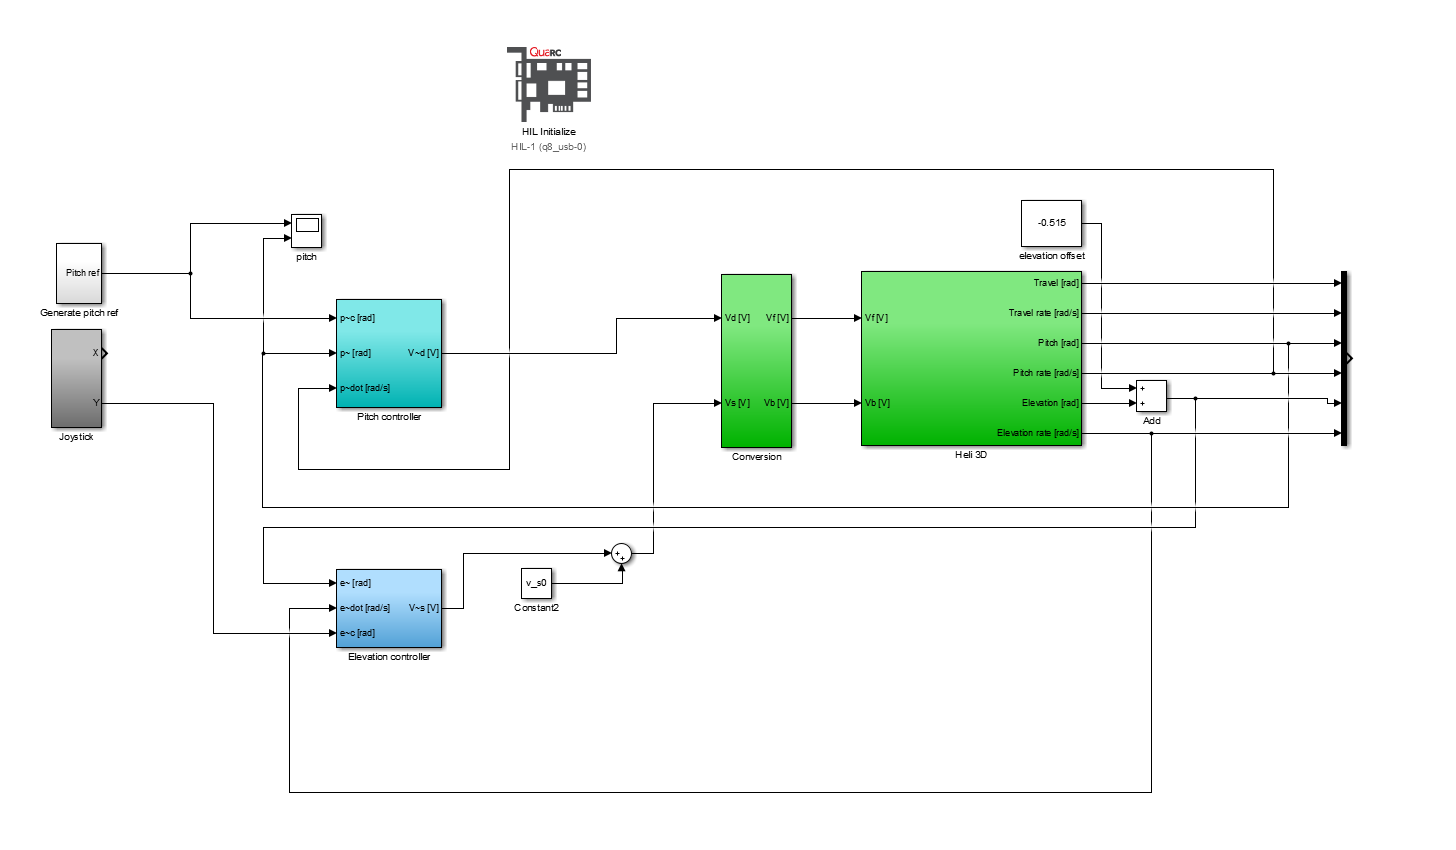 QUARC
HIL Initialize
HIL-1 (q8_usb-0)
pitch
Pitch ref
Generate pitch ref
X
Y
Joystick
p~c [rad]
p~ [rad]
p~dot [rad/s]
V~d [V]
Pitch controller
Vd [V]
Vs [V]
Vf [V]
Vb [V]
Conversion
Vf [V]
Vb [V]
Travel [rad]
Travel rate [rad/s]
Pitch [rad]
Pitch rate [rad/s]
Elevation [rad]
Elevation rate [rad/s]
Heli 3D
-0.515
elevation offset
+
+
Add
e~ [rad]
e~dot [rad/s]
e~c [rad]
V~s [V]
Elevation controller
+
+
v_s0
Constant2